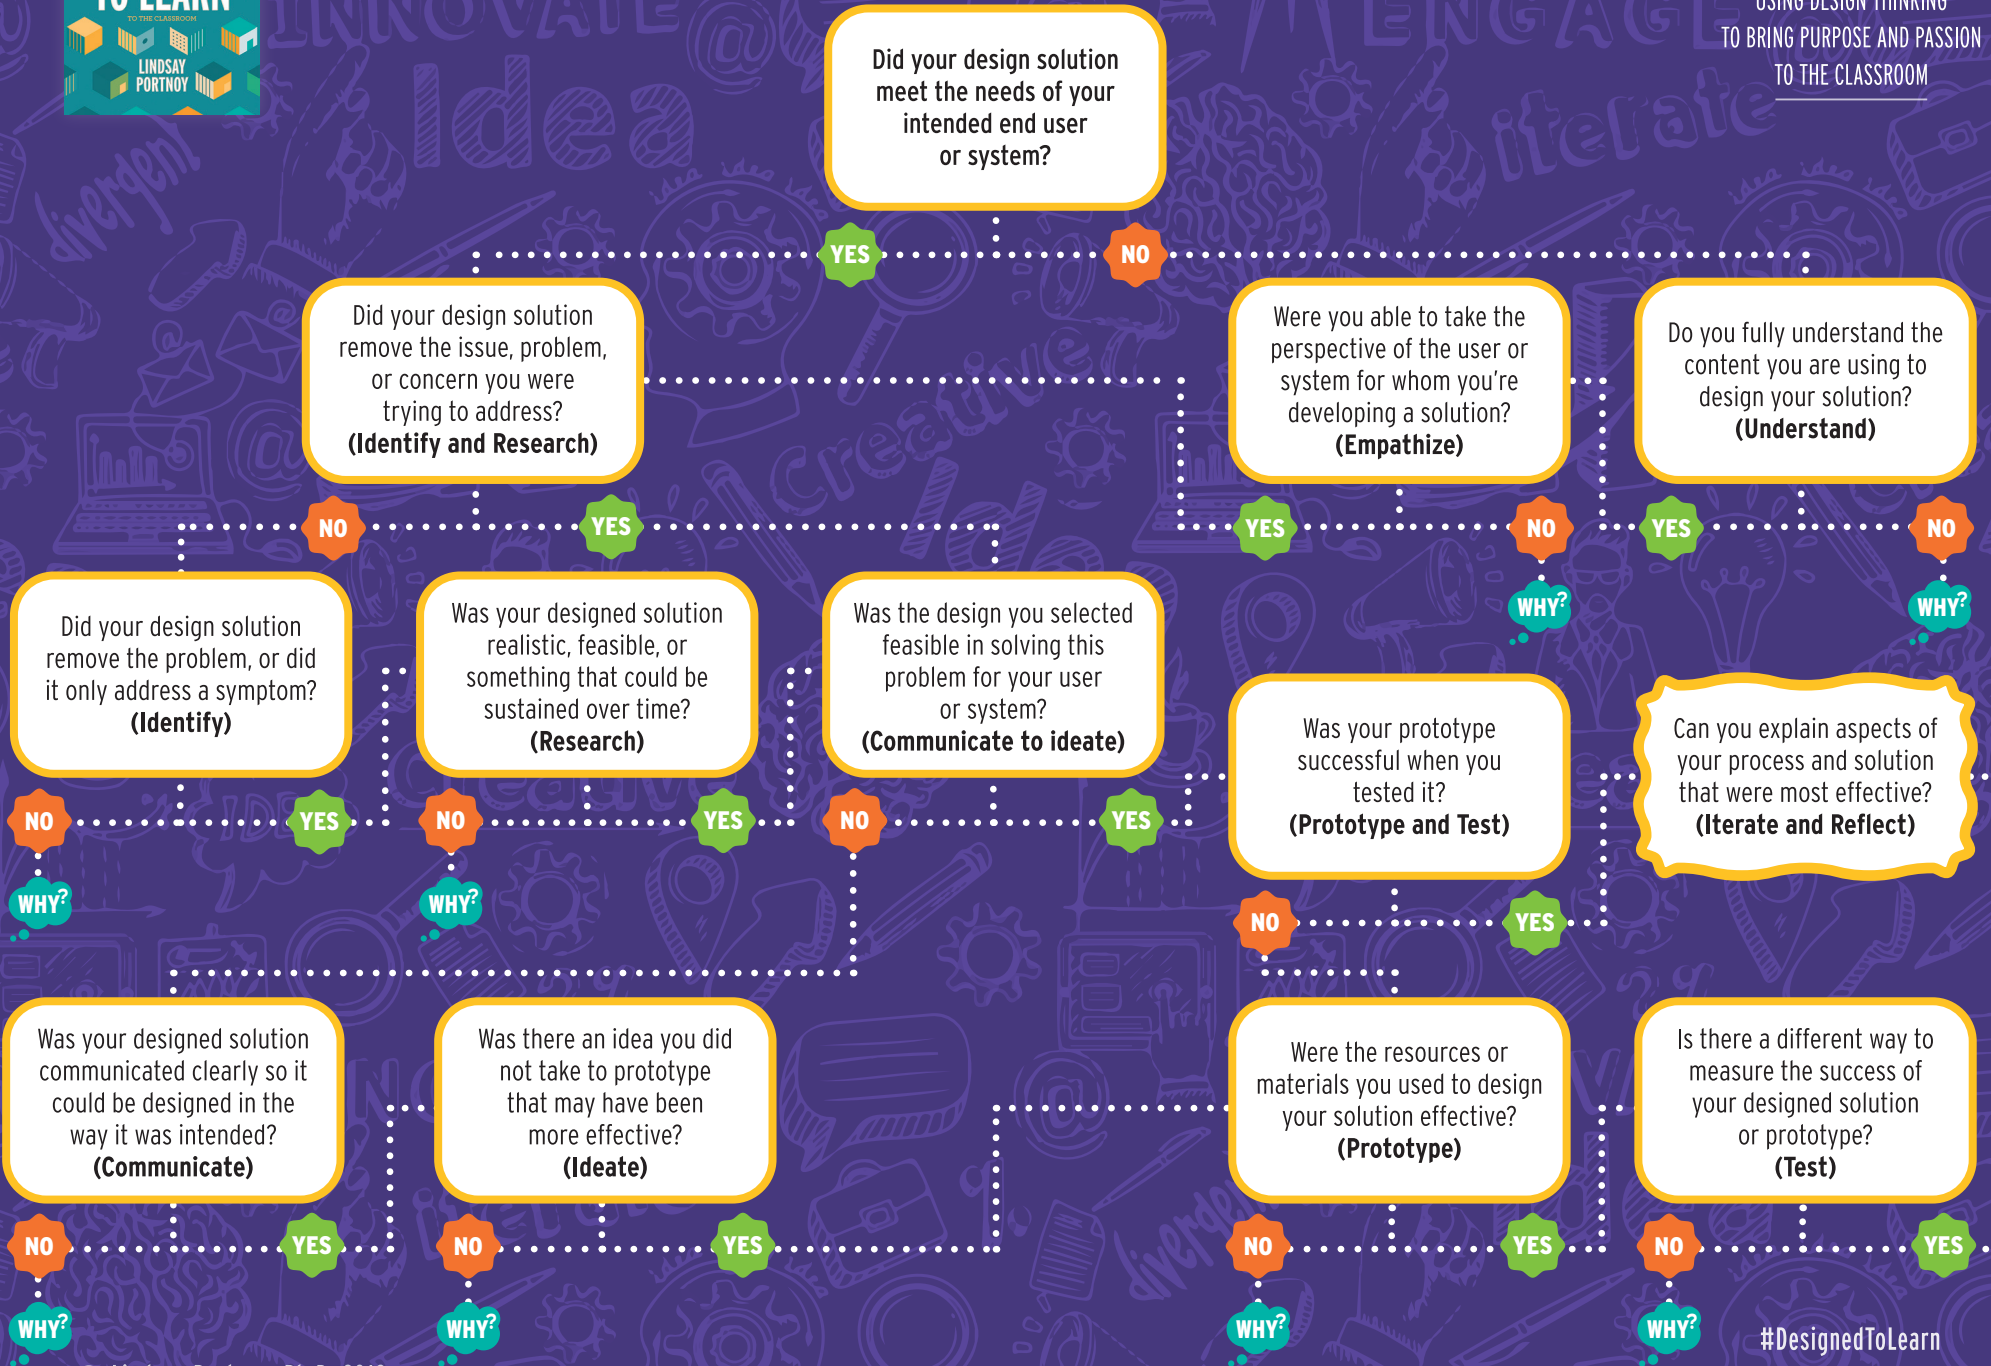 TO LEARN
TO THE CLASSROOM
LINDSAY
PORTNOY
USING DESIGN THINKING
TO BRING PURPOSE AND PASSION
TO THE CLASSROOM
INNOVATE
ENGAGE
Idea
iterate
divergent
creative
Did your design solution
meet the needs of your
intended end user
or system?
YES
NO
Did your design solution
remove the issue, problem,
or concern you were
trying to address?
(Identify and Research)
Were you able to take the
perspective of the user or
system for whom you're
developing a solution?
(Empathize)
Do you fully understand the
content you are using to
design your solution?
(Understand)
NO
YES
YES
NO
YES
NO
WHY?
WHY?
Did your design solution
remove the problem, or did
it only address a symptom?
(Identify)
Was your designed solution
realistic, feasible, or
something that could be
sustained over time?
(Research)
Was the design you selected
feasible in solving this
problem for your user
or system?
(Communicate to ideate)
Was your prototype
successful when you
tested it?
(Prototype and Test)
Can you explain aspects of
your process and solution
that were most effective?
(Iterate and Reflect)
NO
YES
NO
YES
NO
YES
WHY?
WHY?
NO
YES
Was your designed solution
communicated clearly so it
could be designed in the
way it was intended?
(Communicate)
Was there an idea you did
not take to prototype
that may have been
more effective?
(Ideate)
Were the resources or
materials you used to design
your solution effective?
(Prototype)
Is there a different way to
measure the success of
your designed solution
or prototype?
(Test)
NO
YES
NO
YES
NO
YES
NO
YES
WHY?
WHY?
WHY?
WHY?
divergent
iterate
#DesignedToLearn